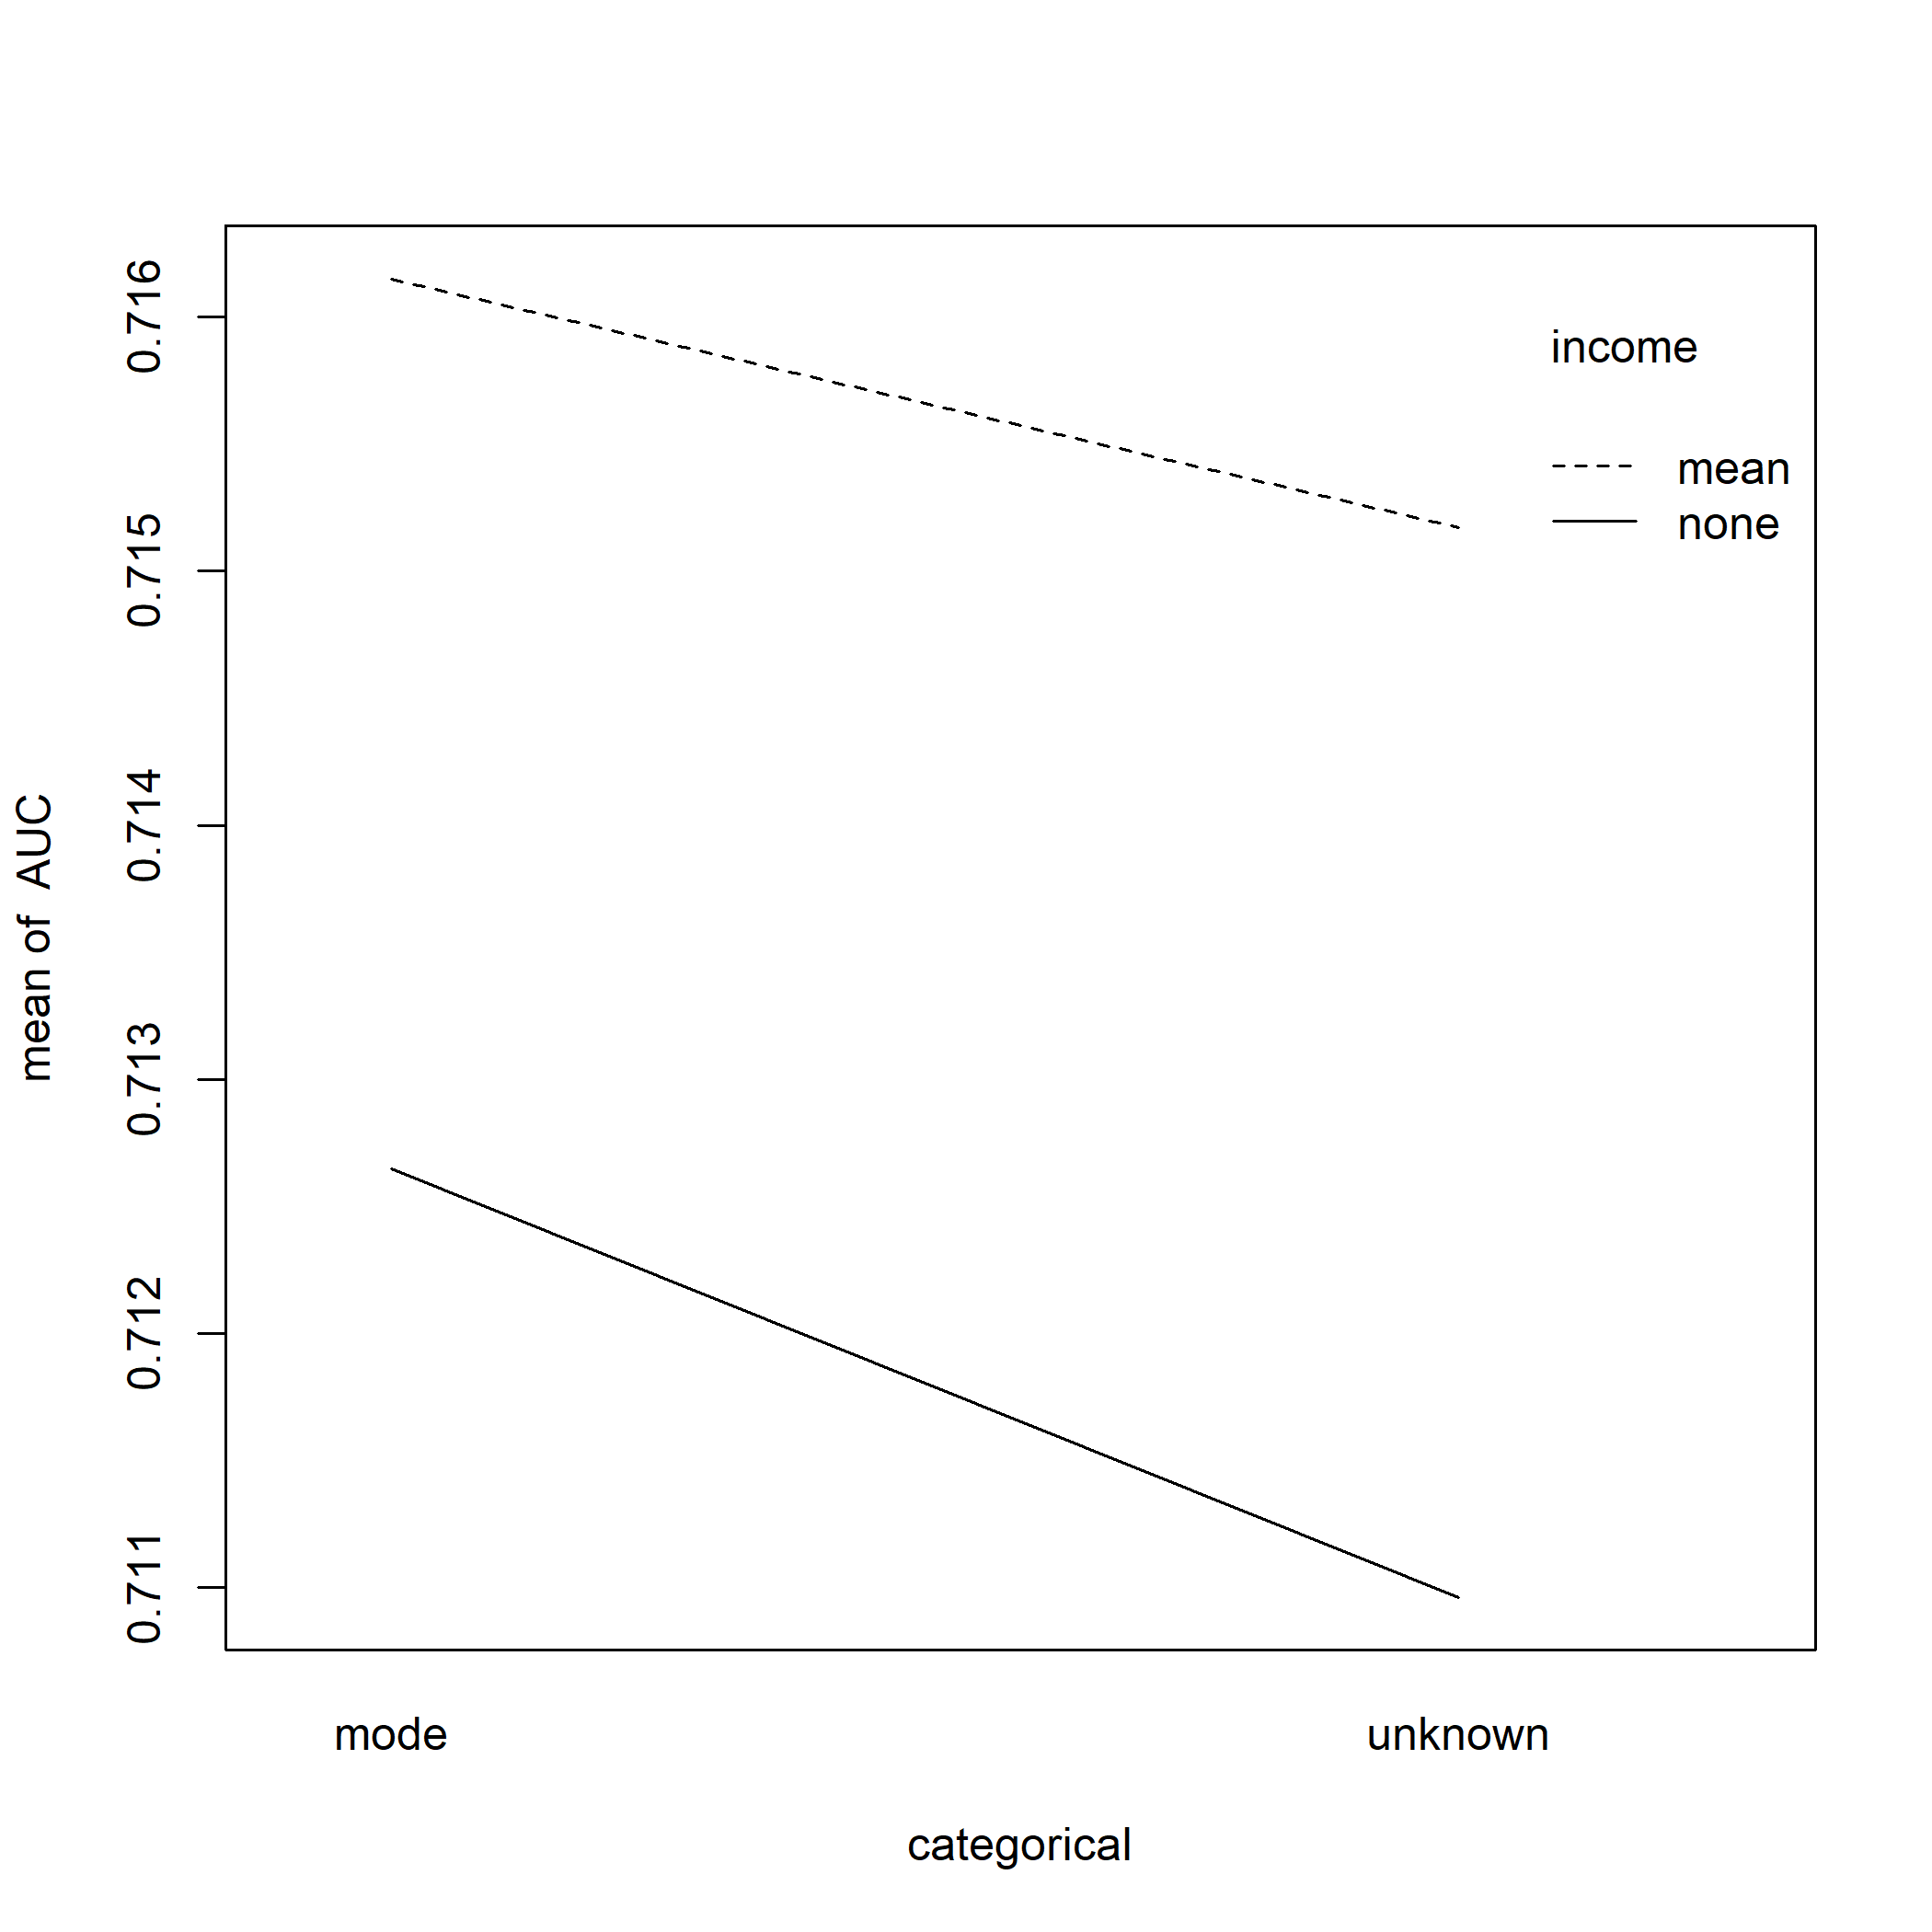 mean of  AUC
0.716
0.715
0.714
0.713
0.712
0.711
income
mean
none
mode
unknown
categorical